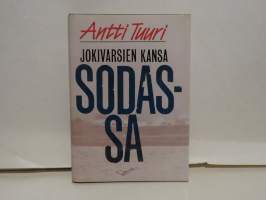 Antti Tuuri
JOKIVARSIEN KANSA
SODAS-
SA